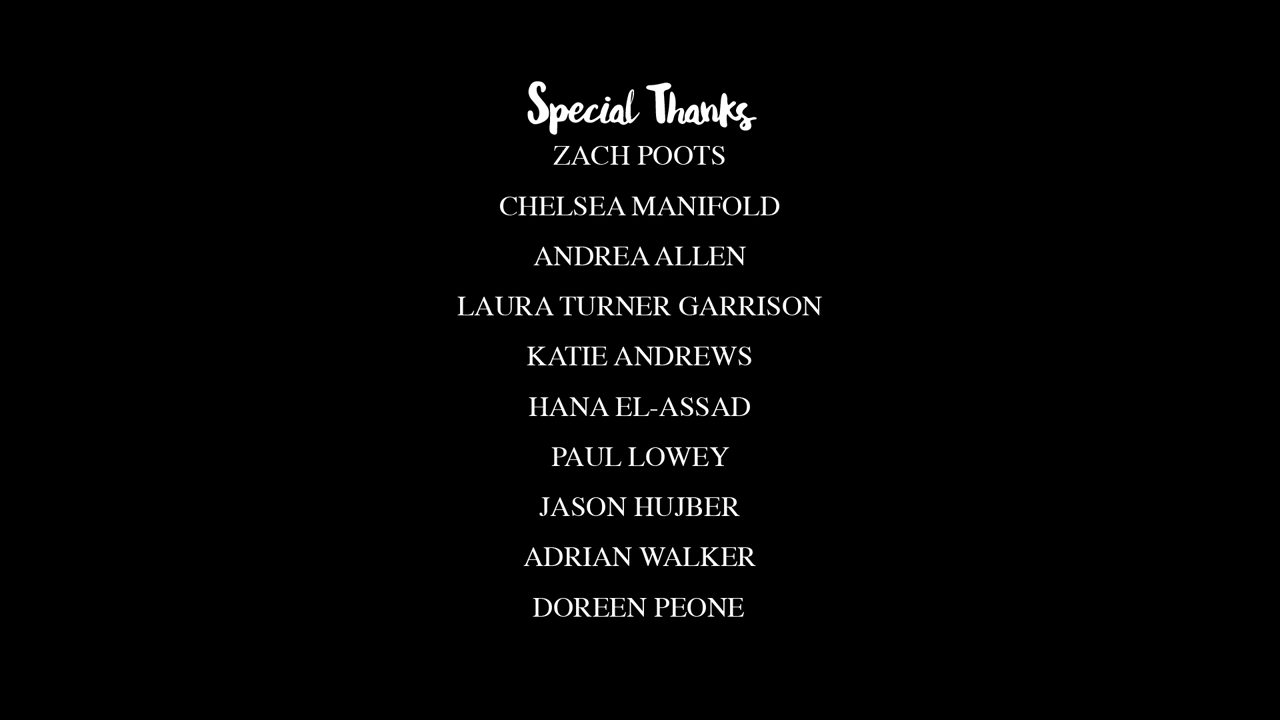 Special Thanks
ZACH POOTS
CHELSEA MANIFOLD
ANDREA ALLEN
LAURA TURNER GARRISON
KATIE ANDREWS
HANA EL-ASSAD
PAUL LOWEY
JASON HUJBER
ADRIAN WALKER
DOREEN PEONE